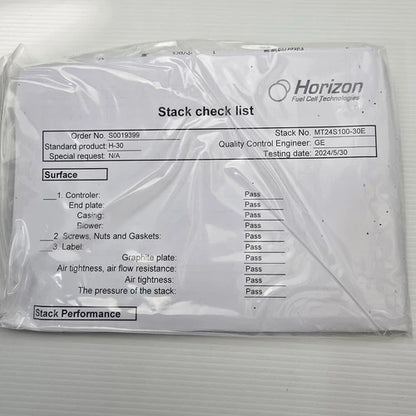 Horizon
Fuel Cell Technologies
Stack check list
Order No. S0019399 Stack No. MT24S100-30E
Standard product: H-30 Quality Control Engineer: GE
Special request: N/A Testing date: 2024/5/30
Surface
1. Controler: Pass
End plate: Pass
Casing: Pass
Blower: Pass
2. Screws, Nuts and Gaskets: Pass
3. Label: Pass
Graphite plate: Pass
Air tightness, air flow resistance: Pass
Air tightness: Pass
The pressure of the stack: Pass
Stack Performance